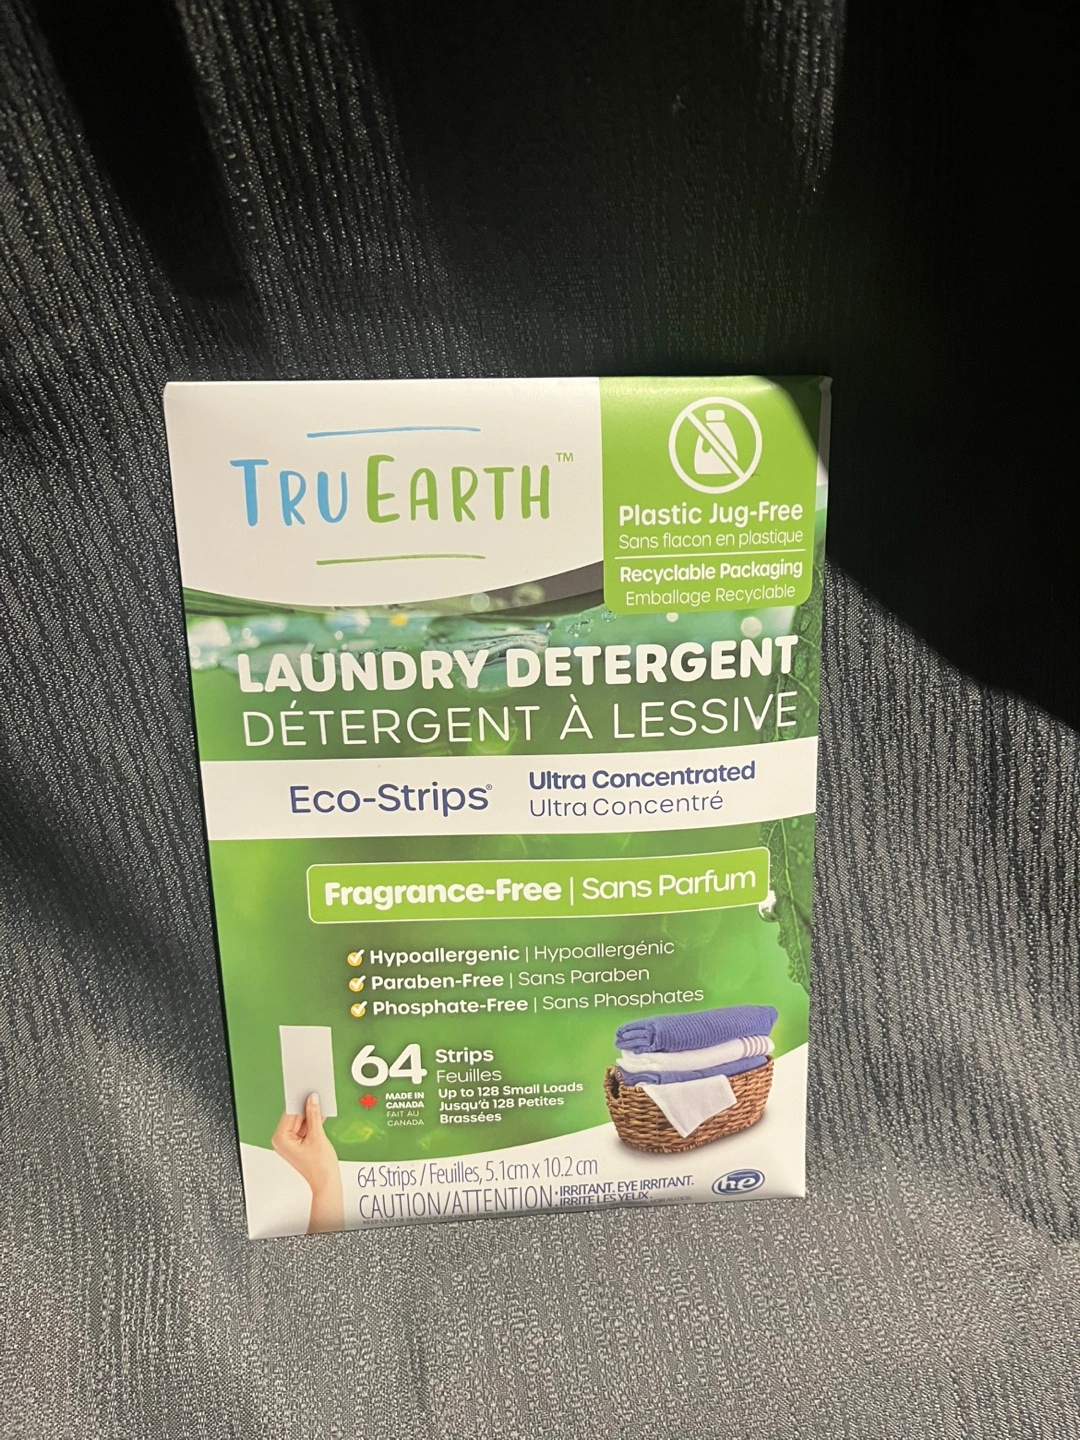 TRUEARTH™
Plastic Jug-Free
Sans flacon en plastique
Recyclable Packaging
Emballage Recyclable
LAUNDRY DETERGENT
DÉTERGENT À LESSIVE
Eco-Strips®
Ultra Concentrated
Ultra Concentré
Fragrance-Free | Sans Parfum
Hypoallergenic | Hypoallergénic
Paraben-Free | Sans Paraben
Phosphate-Free | Sans Phosphates
64 Strips
Feuilles
Up to 128 Small Loads
Jusqu'à 128 Petites
Brassées
MADE IN
CANADA
FAIT AU
CANADA
64 Strips / Feuilles, 5.1cm x 10.2 cm
CAUTION/ATTENTION: IRRITANT. EYE IRRITANT.
IRRITE LES YEUX.
he